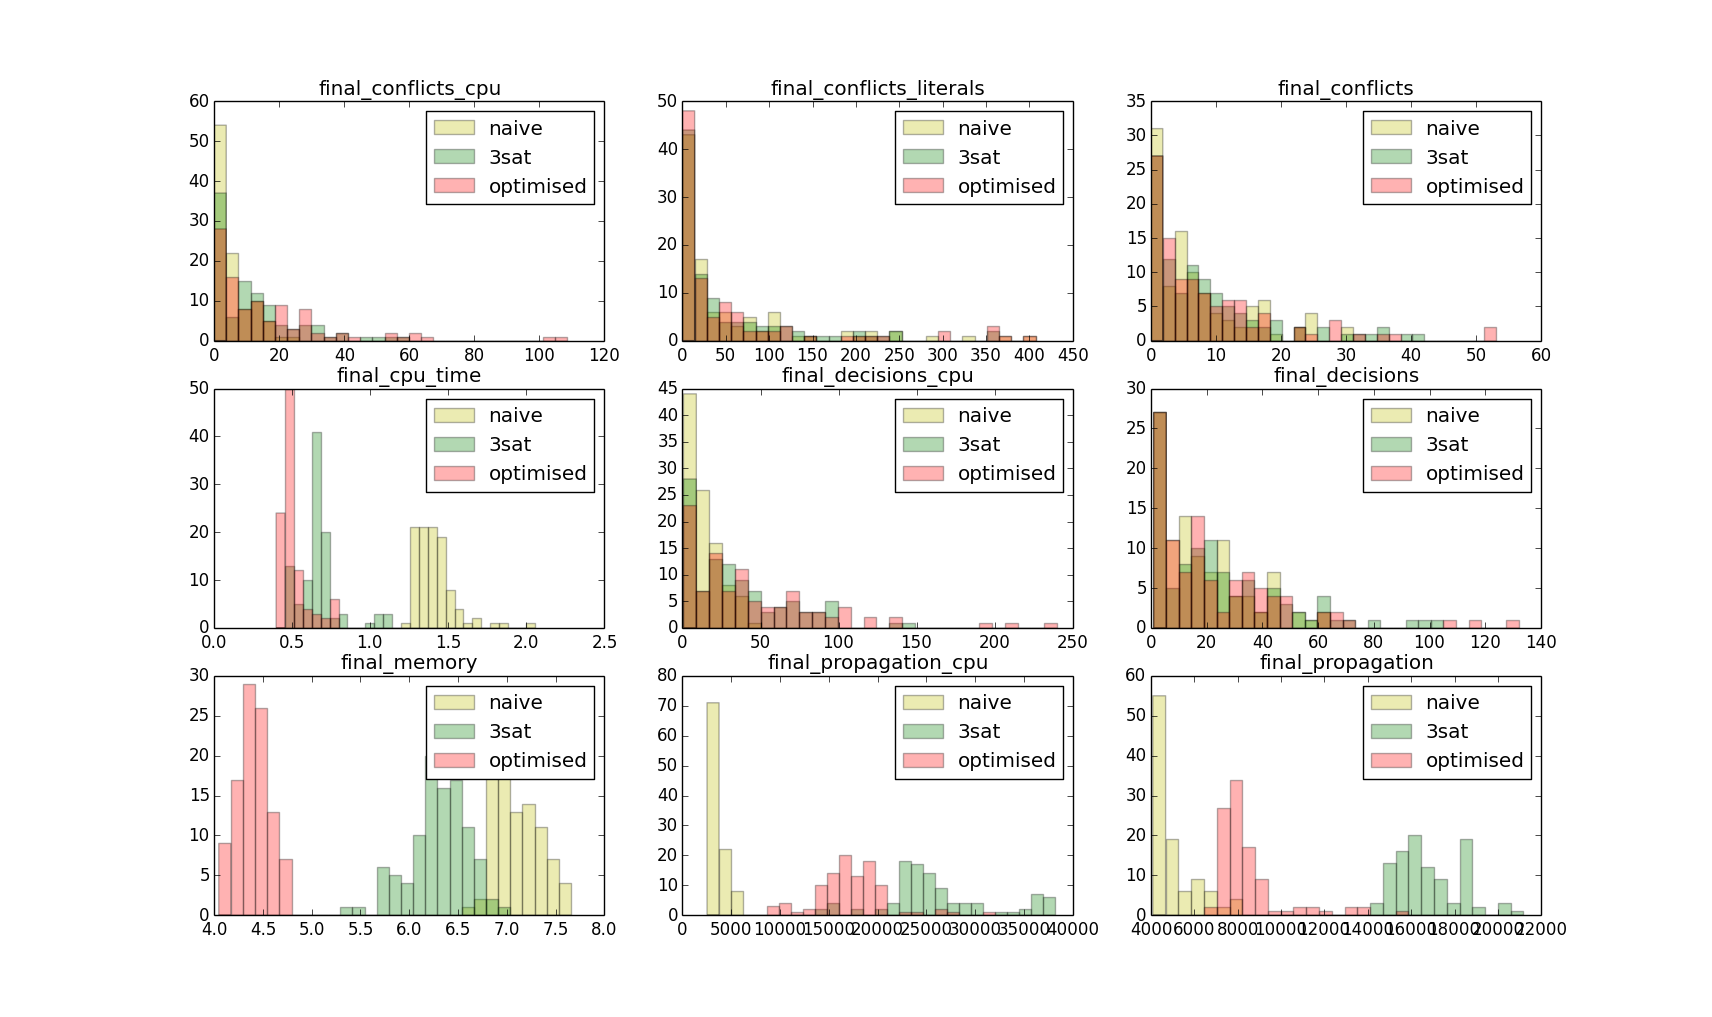 final_conflicts_cpu
60
50
40
30
20
10
0
0 20 40 60 80 100 120
naive
3sat
optimised
final_conflicts_literals
50
40
30
20
10
0
0 50 100 150 200 250 300 350 400 450
naive
3sat
optimised
final_conflicts
35
30
25
20
15
10
5
0
0 10 20 30 40 50 60
naive
3sat
optimised
final_cpu_time
50
40
30
20
10
0
0.0 0.5 1.0 1.5 2.0 2.5
naive
3sat
optimised
final_decisions_cpu
45
40
35
30
25
20
15
10
5
0
0 50 100 150 200 250
naive
3sat
optimised
final_decisions
30
25
20
15
10
5
0
0 20 40 60 80 100 120 140
naive
3sat
optimised
final_memory
30
25
20
15
10
5
0
4.0 4.5 5.0 5.5 6.0 6.5 7.0 7.5 8.0
naive
3sat
optimised
final_propagation_cpu
80
70
60
50
40
30
20
10
0
0 5000 10000 15000 20000 25000 30000 35000 40000
naive
3sat
optimised
final_propagation
60
50
40
30
20
10
0
4000 6000 8000 10000 12000 14000 16000 18000 20000 22000
naive
3sat
optimised